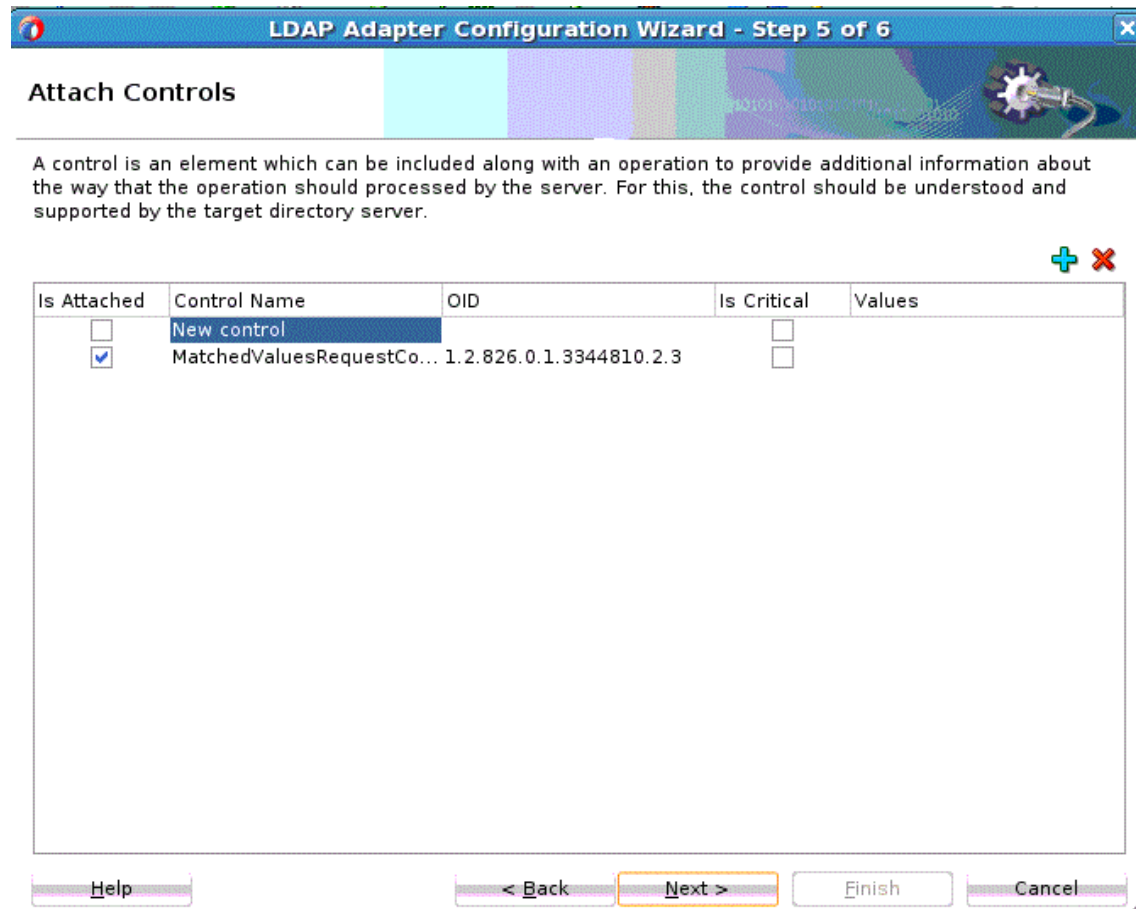 LDAP Adapter Configuration Wizard - Step 5 of 6
Attach Controls
A control is an element which can be included along with an operation to provide additional information about
the way that the operation should processed by the server. For this, the control should be understood and
supported by the target directory server.
Is Attached Control Name OID Is Critical Values
New control
MatchedValuesRequestCo... 1.2.826.0.1.3344810.2.3
Help < Back Next > Finish Cancel